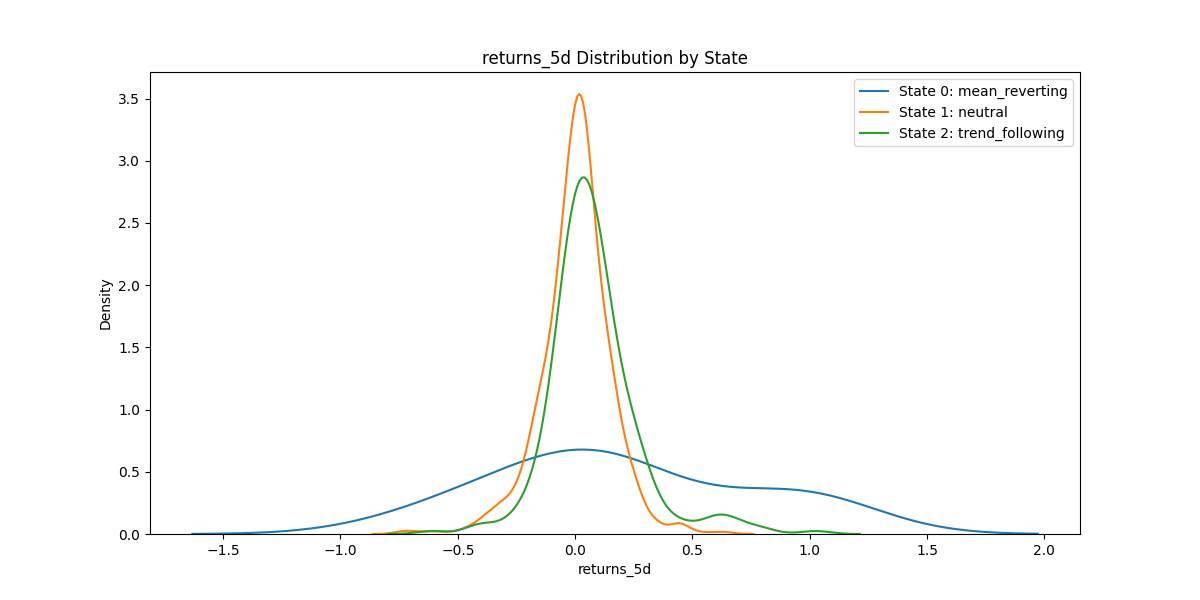 returns_5d Distribution by State
State 0: mean_reverting
State 1: neutral
State 2: trend_following
Density
3.5
3.0
2.5
2.0
1.5
1.0
0.5
0.0
−1.5 −1.0 −0.5 0.0 0.5 1.0 1.5 2.0
returns_5d